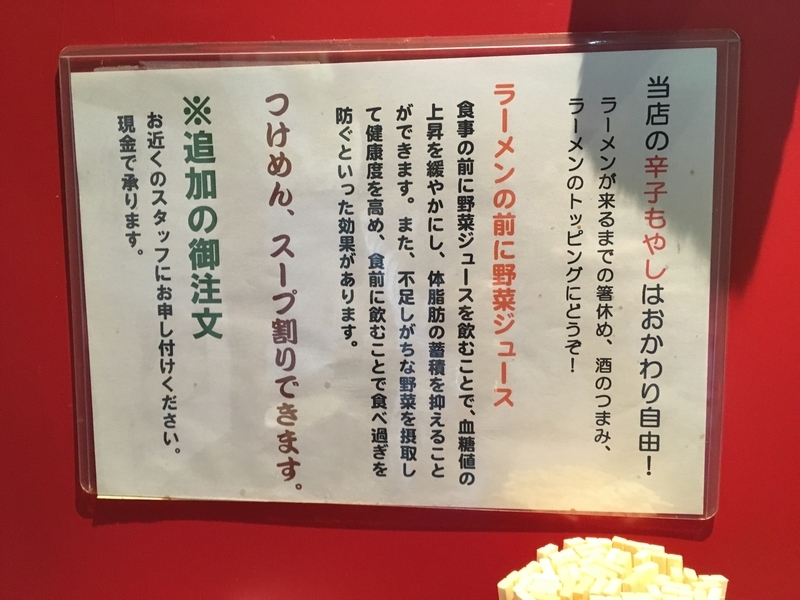 当店の辛子もやしはおかわり自由！
ラーメンが来るまでの箸休め、酒のつまみ、
ラーメンのトッピングにどうぞ！
ラーメンの前に野菜ジュース
食事の前に野菜ジュースを飲むことで、血糖値の
上昇を緩やかにし、体脂肪の蓄積を抑えること
ができます。また、不足しがちな野菜を摂取し
て健康度を高め、食前に飲むことで食べ過ぎを
防ぐといった効果があります。
つけめん、スープ割りできます。
※追加の御注文
お近くのスタッフにお申し付けください。
現金で承ります。